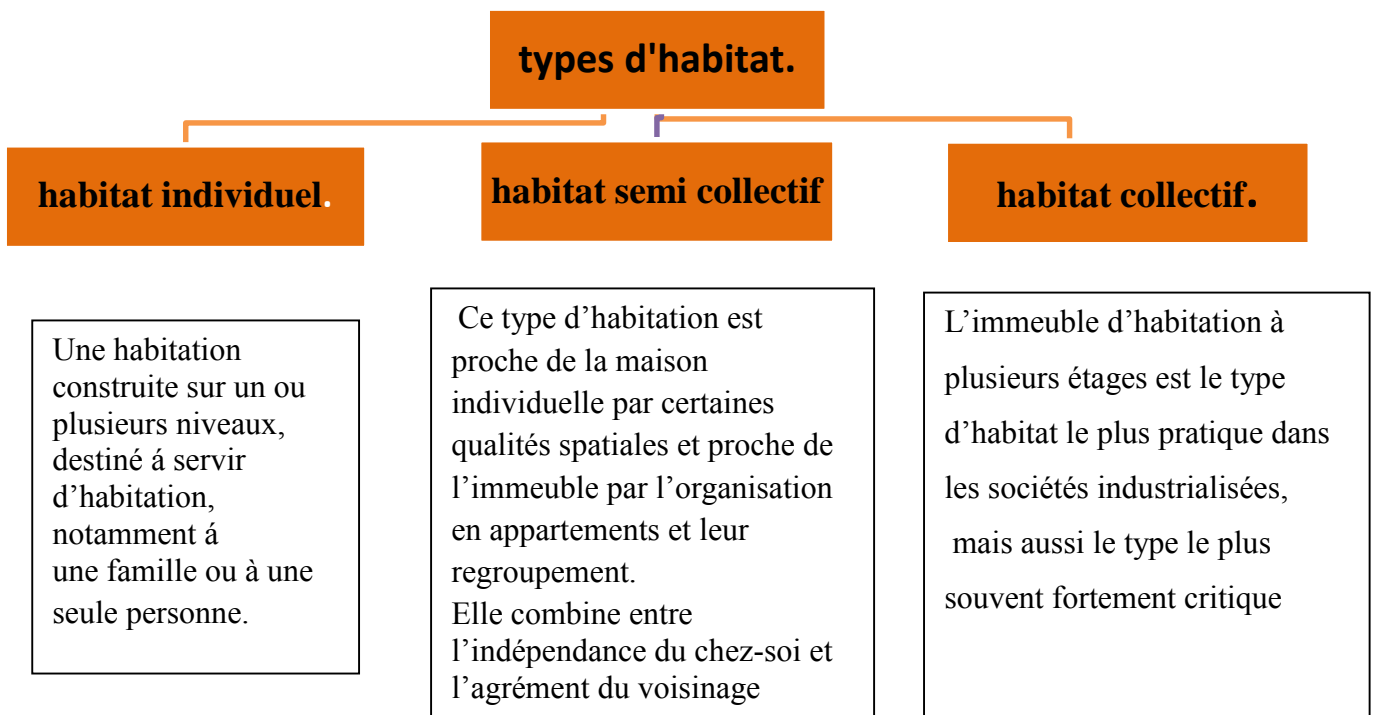 types d'habitat.
habitat individuel.
habitat semi collectif
habitat collectif.
Une habitation
construite sur un ou
plusieurs niveaux,
destiné á servir
d’habitation,
notamment á
une famille ou à une
seule personne.
Ce type d’habitation est
proche de la maison
individuelle par certaines
qualités spatiales et proche de
l’immeuble par l’organisation
en appartements et leur
regroupement.
Elle combine entre
l’indépendance du chez-soi et
l’agrément du voisinage
L’immeuble d’habitation à
plusieurs étages est le type
d’habitat le plus pratique dans
les sociétés industrialisées,
mais aussi le type le plus
souvent fortement critique